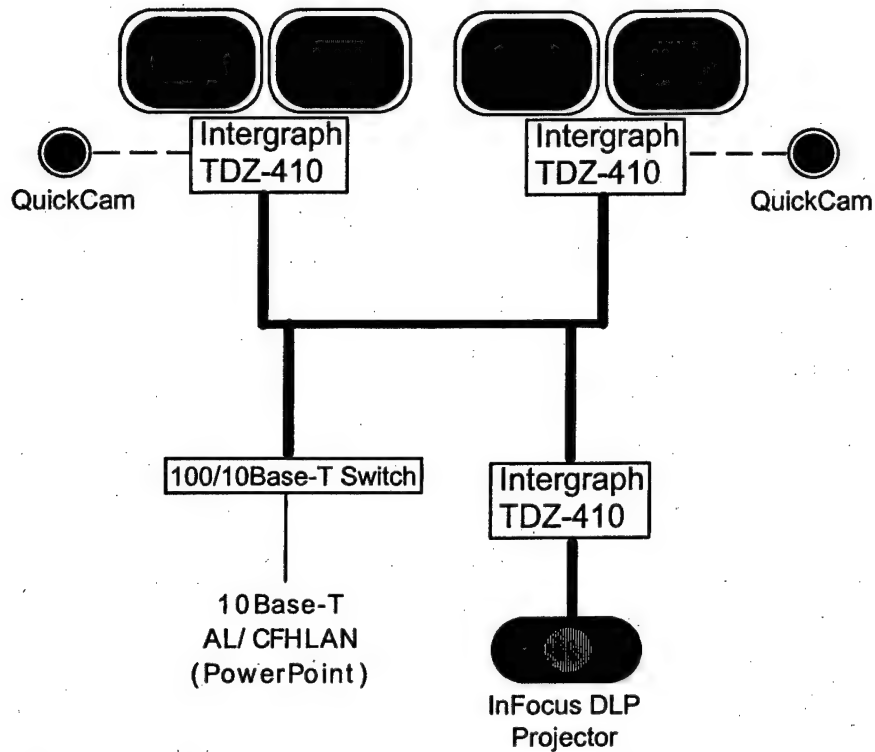 Intergraph
TDZ-410
Intergraph
TDZ-410
QuickCam
QuickCam
100/10Base-T Switch
Intergraph
TDZ-410
10Base-T
AL/CFHLAN
(PowerPoint)
InFocus DLP
Projector